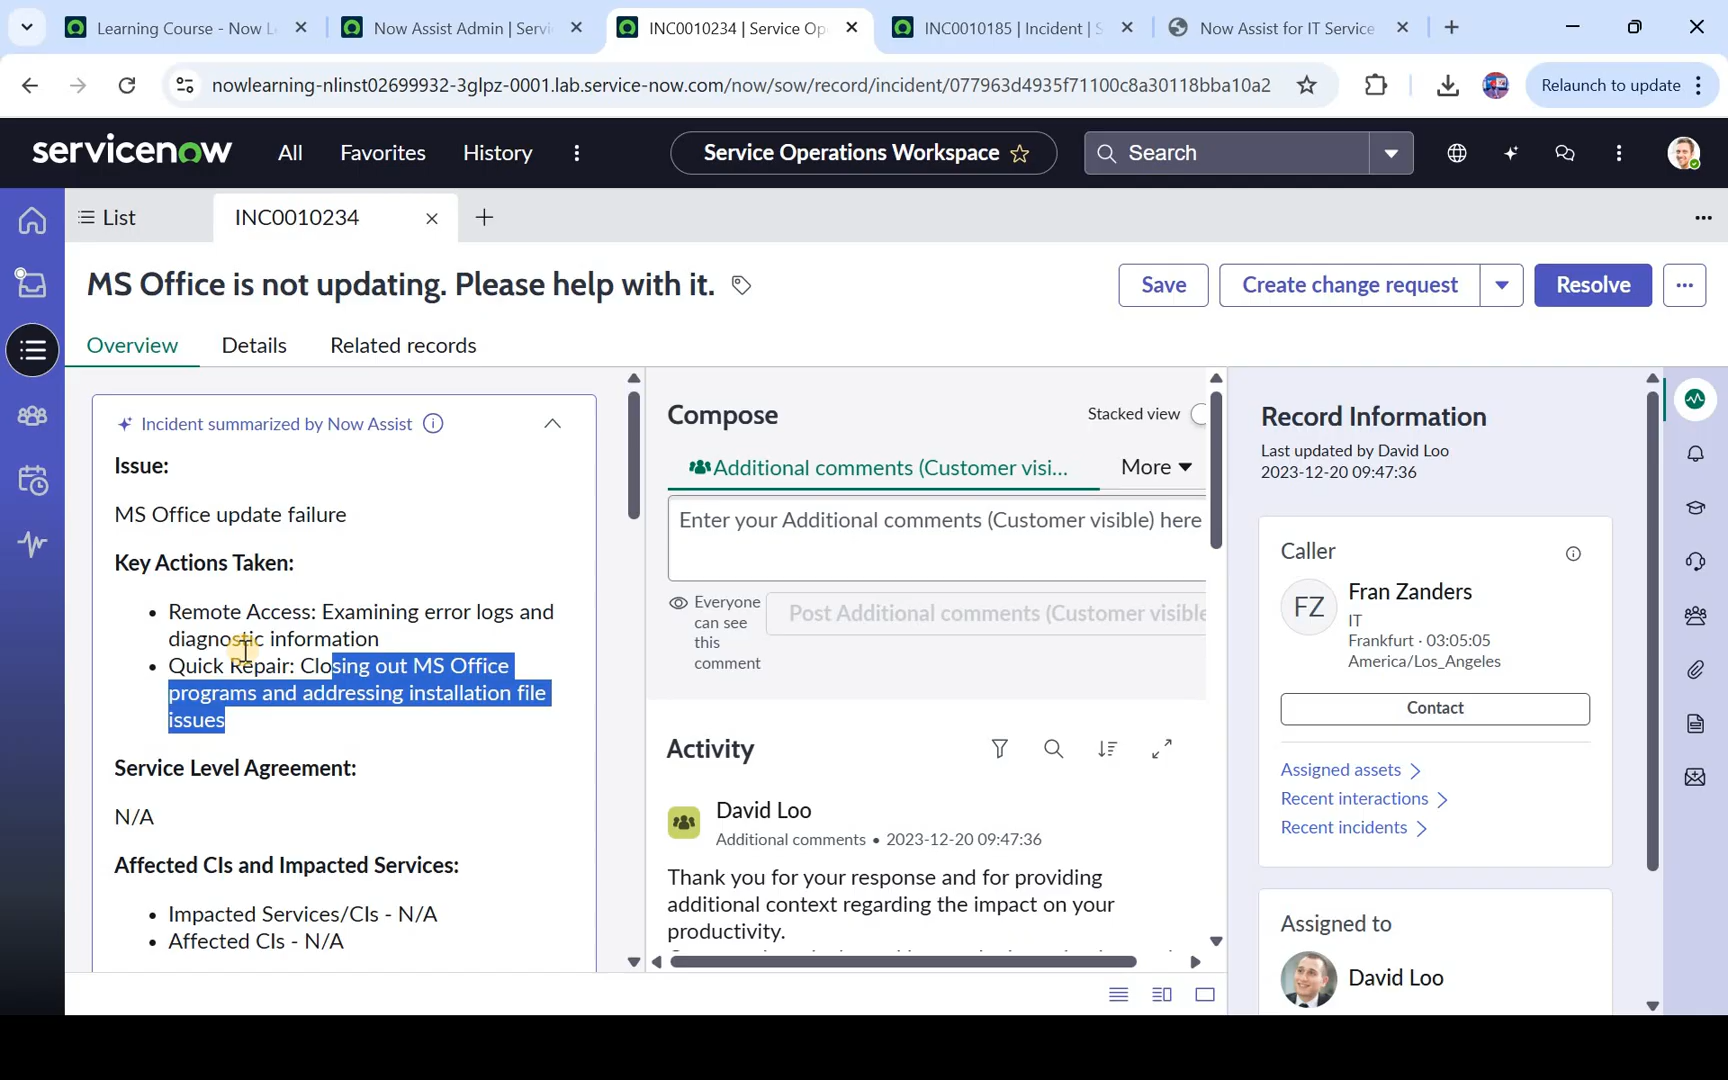 Learning Course - Now L
Now Assist Admin | Servi
INC0010234 | Service Op
INC0010185 | Incident | S
Now Assist for IT Service
nowlearning-nlinst02699932-3glpz-0001.lab.service-now.com/now/sow/record/incident/077963d4935f71100c8a30118bba10a2
Relaunch to update
servicenow
All
Favorites
History
Service Operations Workspace
Search
List
INC0010234
MS Office is not updating. Please help with it.
Save
Create change request
Resolve
Overview
Details
Related records
Incident summarized by Now Assist
Issue:
MS Office update failure
Key Actions Taken:
• Remote Access: Examining error logs and
diagnostic information
• Quick Repair: Closing out MS Office
programs and addressing installation file
issues
Service Level Agreement:
N/A
Affected CIs and Impacted Services:
• Impacted Services/CIs - N/A
• Affected CIs - N/A
Compose
Stacked view
Additional comments (Customer visi...
More
Enter your Additional comments (Customer visible) here
Everyone
can see
this
comment
Post Additional comments (Customer visible
Activity
David Loo
Additional comments • 2023-12-20 09:47:36
Thank you for your response and for providing
additional context regarding the impact on your
productivity.
Record Information
Last updated by David Loo
2023-12-20 09:47:36
Caller
FZ
Fran Zanders
IT
Frankfurt · 03:05:05
America/Los_Angeles
Contact
Assigned assets
Recent interactions
Recent incidents
Assigned to
David Loo